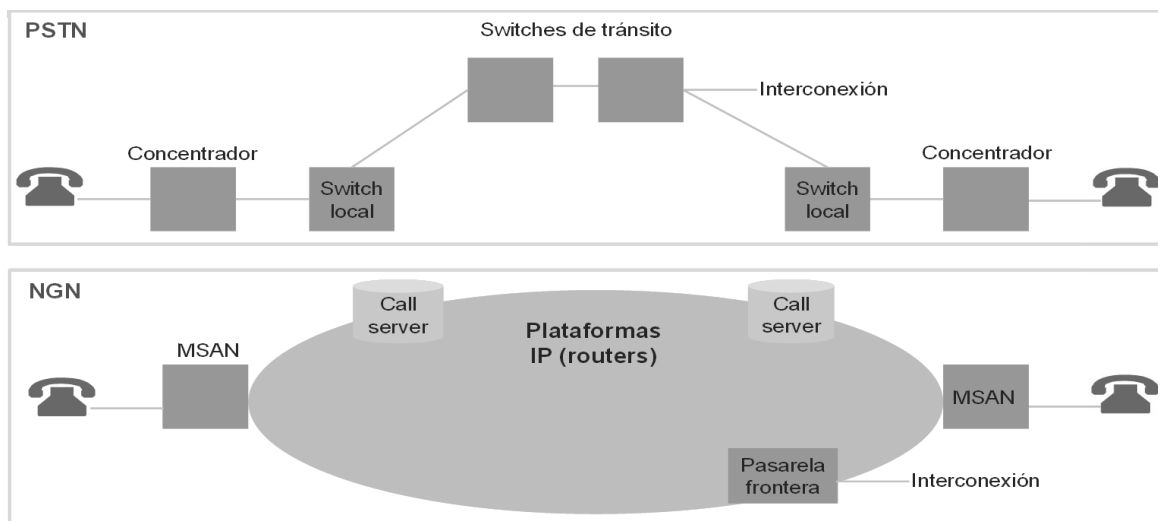 PSTN
Switches de tránsito
Interconexión
Concentrador
Concentrador
Switch
local
Switch
local
NGN
Call
server
Call
server
Plataformas
IP (routers)
MSAN
MSAN
Pasarela
frontera
Interconexión